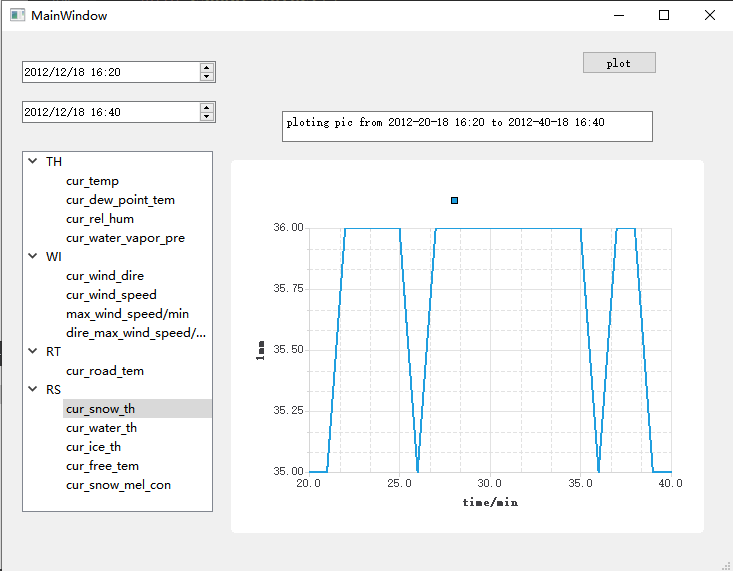 MainWindow
2012/12/18 16:20
plot
2012/12/18 16:40
ploting pic from 2012-20-18 16:20 to 2012-40-18 16:40
TH
cur_temp
cur_dew_point_tem
cur_rel_hum
cur_water_vapor_pre
WI
cur_wind_dire
cur_wind_speed
max_wind_speed/min
dire_max_wind_speed/...
RT
cur_road_tem
RS
cur_snow_th
cur_water_th
cur_ice_th
cur_free_tem
cur_snow_mel_con
36.00
35.75
35.50
35.25
35.00
1mm
20.0 25.0 30.0 35.0 40.0
time/min